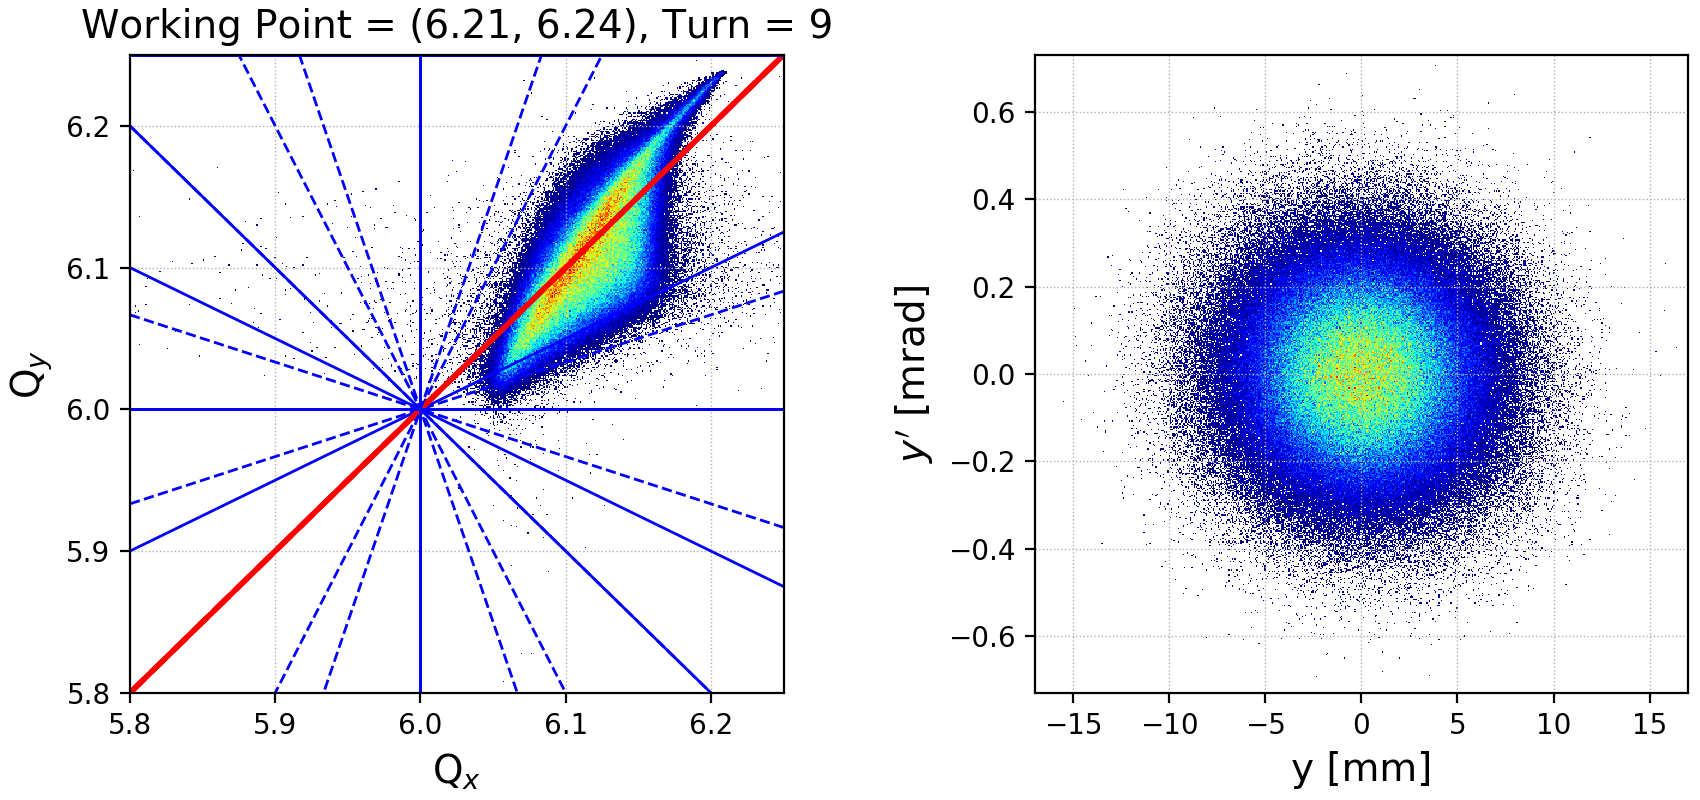 Working Point = (6.21, 6.24), Turn = 9
6.2
6.1
6.0
5.9
5.8
Qy
5.8 5.9 6.0 6.1 6.2
Qx
0.6
0.4
0.2
0.0
−0.2
−0.4
−0.6
y′ [mrad]
−15 −10 −5 0 5 10 15
y [mm]